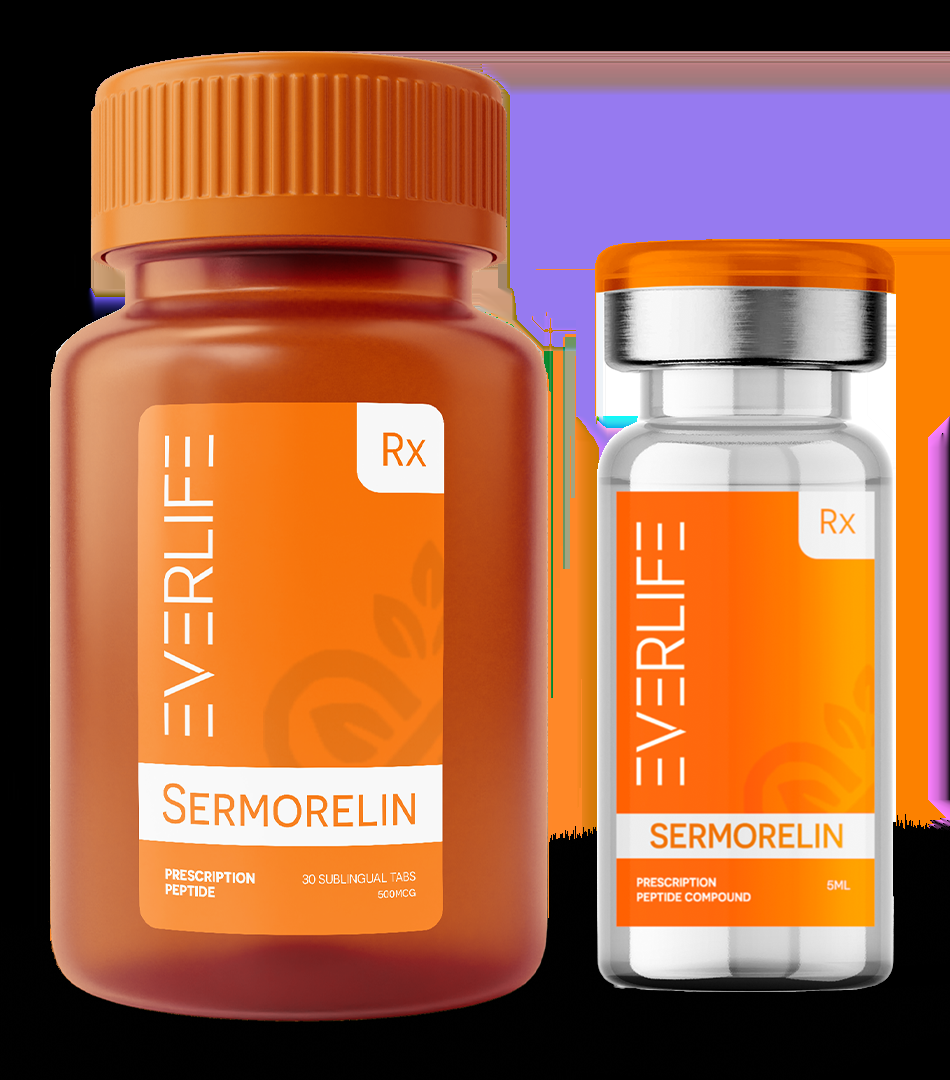 Rx
EVERLIFE
SERMORELIN
PRESCRIPTION
PEPTIDE
30 SUBLINGUAL TABS
500MCG
Rx
EVERLIFE
SERMORELIN
PRESCRIPTION
PEPTIDE COMPOUND
5ML